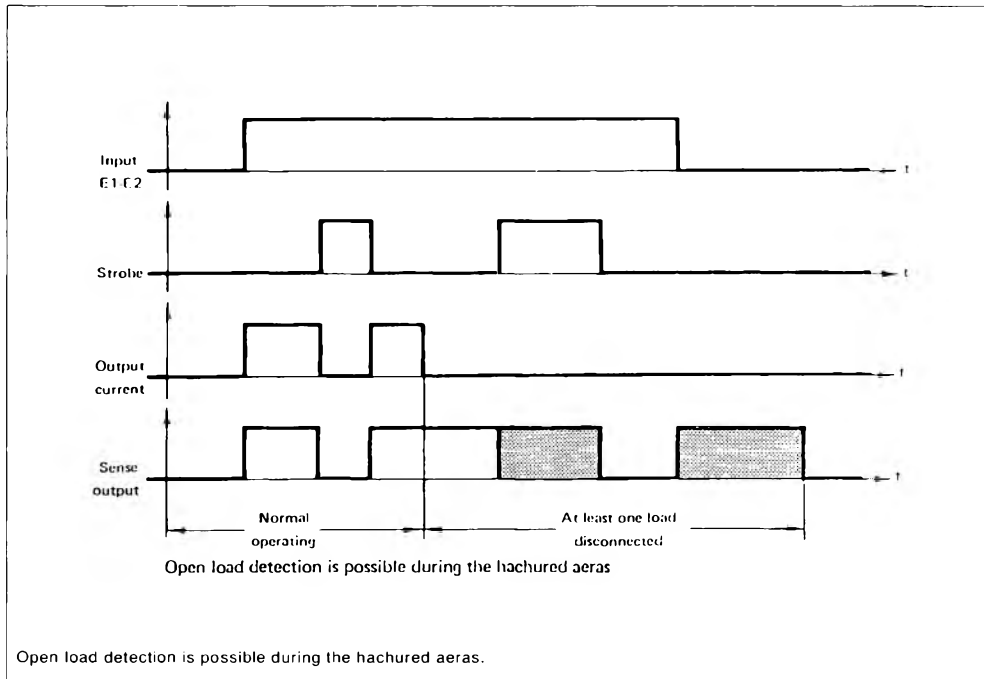 Input
E1-E2
t
Strobe
t
Output
current
t
Sense
output
t
Normal
operating
At least one load
disconnected
Open load detection is possible during the hachured aeras
Open load detection is possible during the hachured aeras.